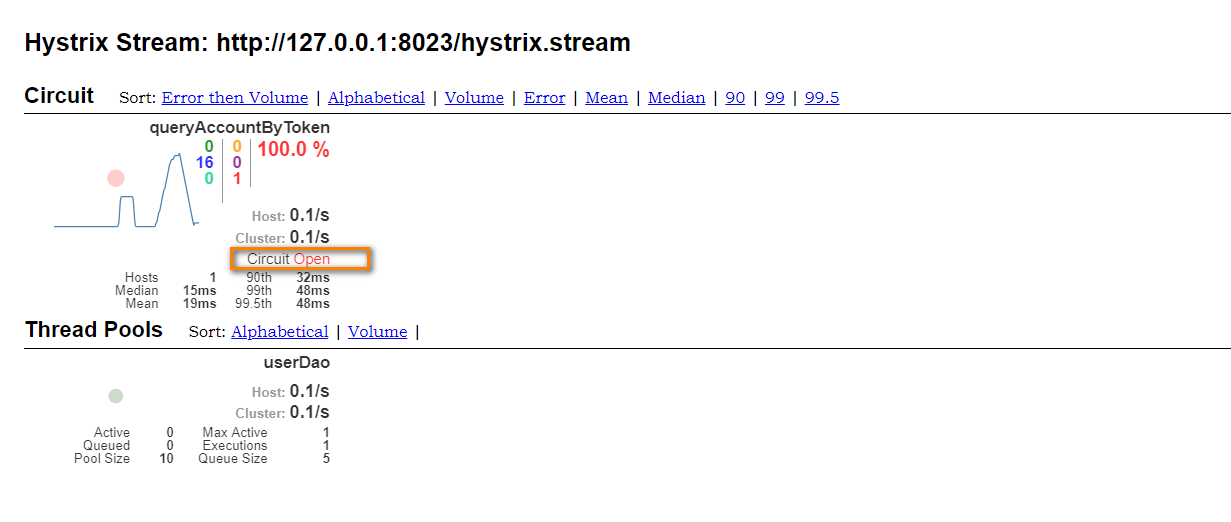 Hystrix Stream: http://127.0.0.1:8023/hystrix.stream
Circuit Sort: Error then Volume | Alphabetical | Volume | Error | Mean | Median | 90 | 99 | 99.5
queryAccountByToken
0 0 100.0 %
16 0
0 1
Host: 0.1/s
Cluster: 0.1/s
Circuit Open
Hosts 1 90th 32ms
Median 15ms 99th 48ms
Mean 19ms 99.5th 48ms
Thread Pools Sort: Alphabetical | Volume |
userDao
Host: 0.1/s
Cluster: 0.1/s
Active 0 Max Active 1
Queued 0 Executions 1
Pool Size 10 Queue Size 5